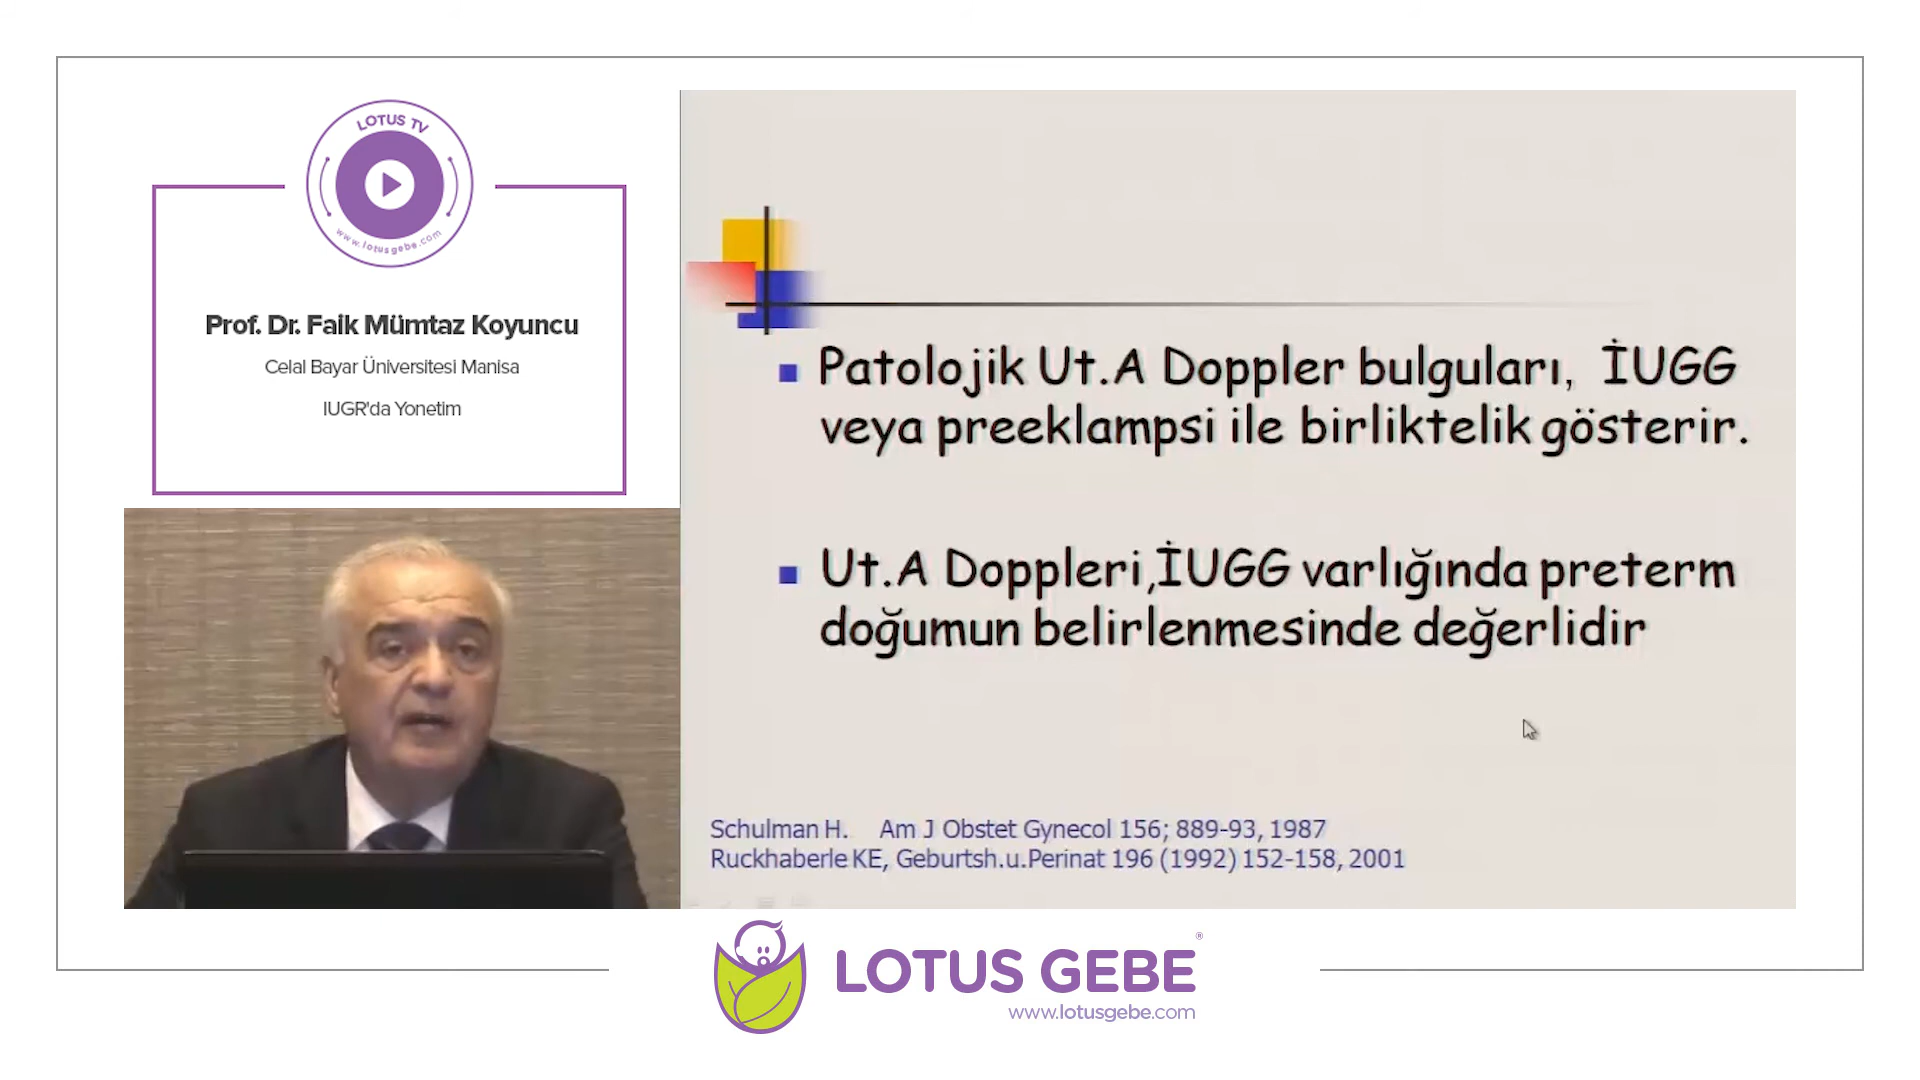 LOTUS TV
www.lotusgebe.com
Prof. Dr. Faik Mümtaz Koyuncu
Celal Bayar Üniversitesi Manisa
IUGR'da Yonetim
Patolojik Ut.A Doppler bulguları, İUGG
veya preeklampsi ile birliktelik gösterir.
Ut.A Doppleri,İUGG varlığında preterm
doğumun belirlenmesinde değerlidir
Schulman H. Am J Obstet Gynecol 156; 889-93, 1987
Ruckhaberle KE, Geburtsh.u.Perinat 196 (1992) 152-158, 2001
LOTUS GEBE®
www.lotusgebe.com